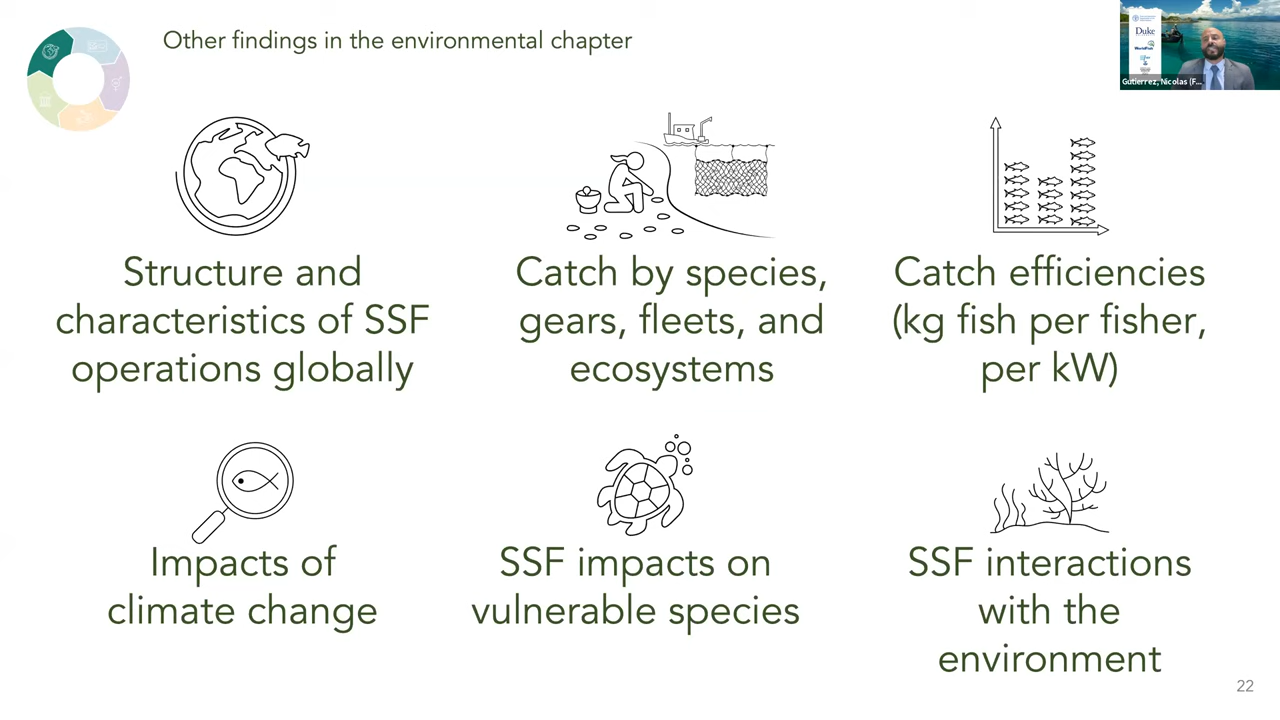 Other findings in the environmental chapter
Duke
WorldFish
Gutierrez, Nicolas (F...
Structure and
characteristics of SSF
operations globally
Catch by species,
gears, fleets, and
ecosystems
Catch efficiencies
(kg fish per fisher,
per kW)
Impacts of
climate change
SSF impacts on
vulnerable species
SSF interactions
with the
environment
22